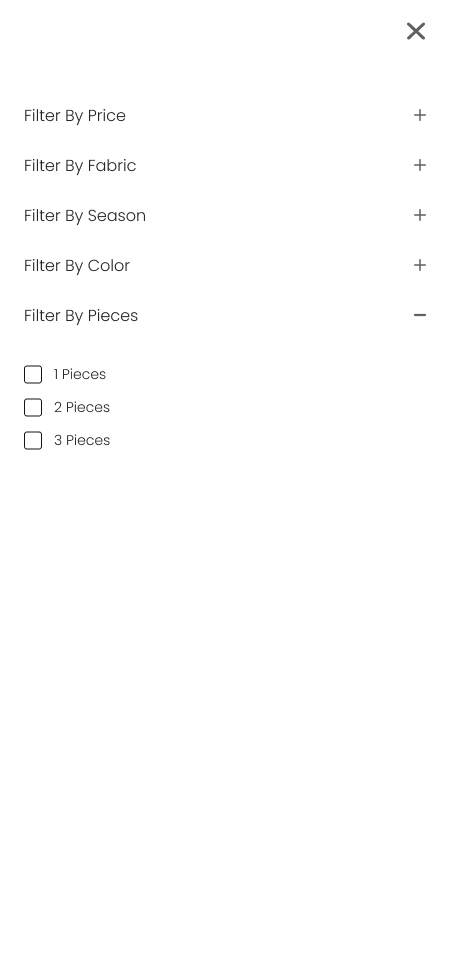 Filter By Price
Filter By Fabric
Filter By Season
Filter By Color
Filter By Pieces
1 Pieces
2 Pieces
3 Pieces